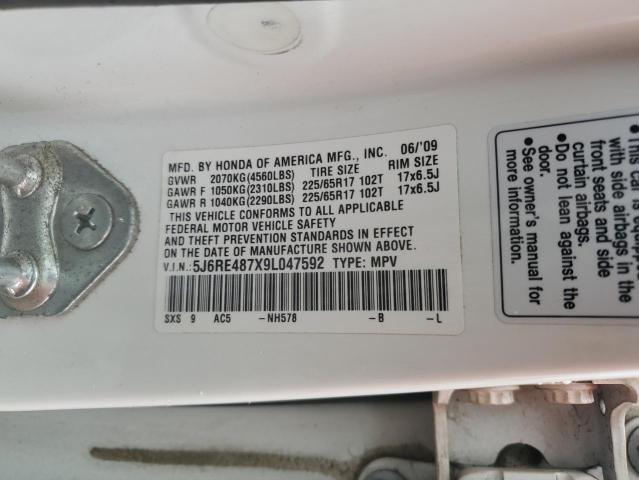 MFD. BY HONDA OF AMERICA MFG., INC. 06/'09
GVWR 2070KG(4560LBS) TIRE SIZE RIM SIZE
GAWR F 1050KG(2310LBS) 225/65R17 102T 17x6.5J
GAWR R 1040KG(2290LBS) 225/65R17 102T 17x6.5J
THIS VEHICLE CONFORMS TO ALL APPLICABLE
FEDERAL MOTOR VEHICLE SAFETY
AND THEFT PREVENTION STANDARDS IN EFFECT
ON THE DATE OF MANUFACTURE SHOWN ABOVE.
V.I.N.:5J6RE487X9L047592 TYPE: MPV
SXS 9 AC5 -NH578 -B -L
•This car is equipped
with side airbags in the
front seats and side
curtain airbags.
•Do not lean against the
door.
•See owner's manual for
more information.